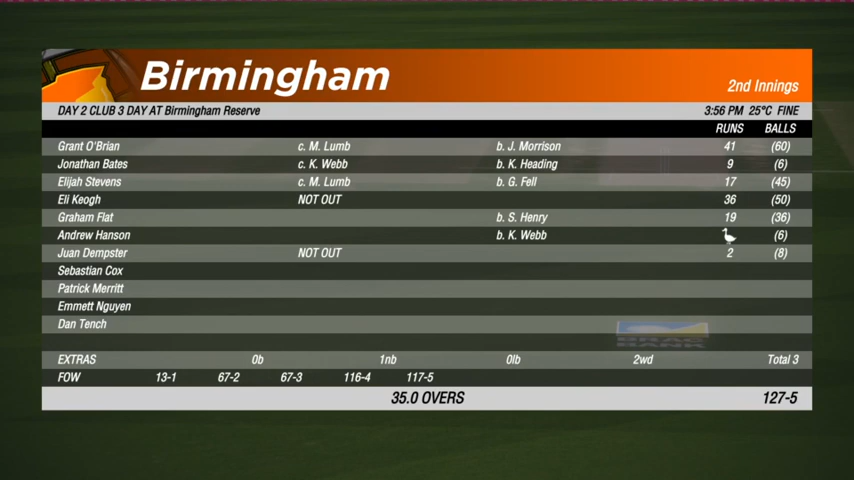 Birmingham
2nd Innings
DAY 2 CLUB 3 DAY AT Birmingham Reserve 3:56 PM 25°C FINE
RUNS BALLS
Grant O'Brian c. M. Lumb b. J. Morrison 41 (60)
Jonathan Bates c. K. Webb b. K. Heading 9 (6)
Elijah Stevens c. M. Lumb b. G. Fell 17 (45)
Eli Keogh NOT OUT 36 (50)
Graham Flat b. S. Henry 19 (36)
Andrew Hanson b. K. Webb (6)
Juan Dempster NOT OUT 2 (8)
Sebastian Cox
Patrick Merritt
Emmett Nguyen
Dan Tench
BRAC
BANK
EXTRAS 0b 1nb 0lb 2wd Total 3
FOW 13-1 67-2 67-3 116-4 117-5
35.0 OVERS 127-5